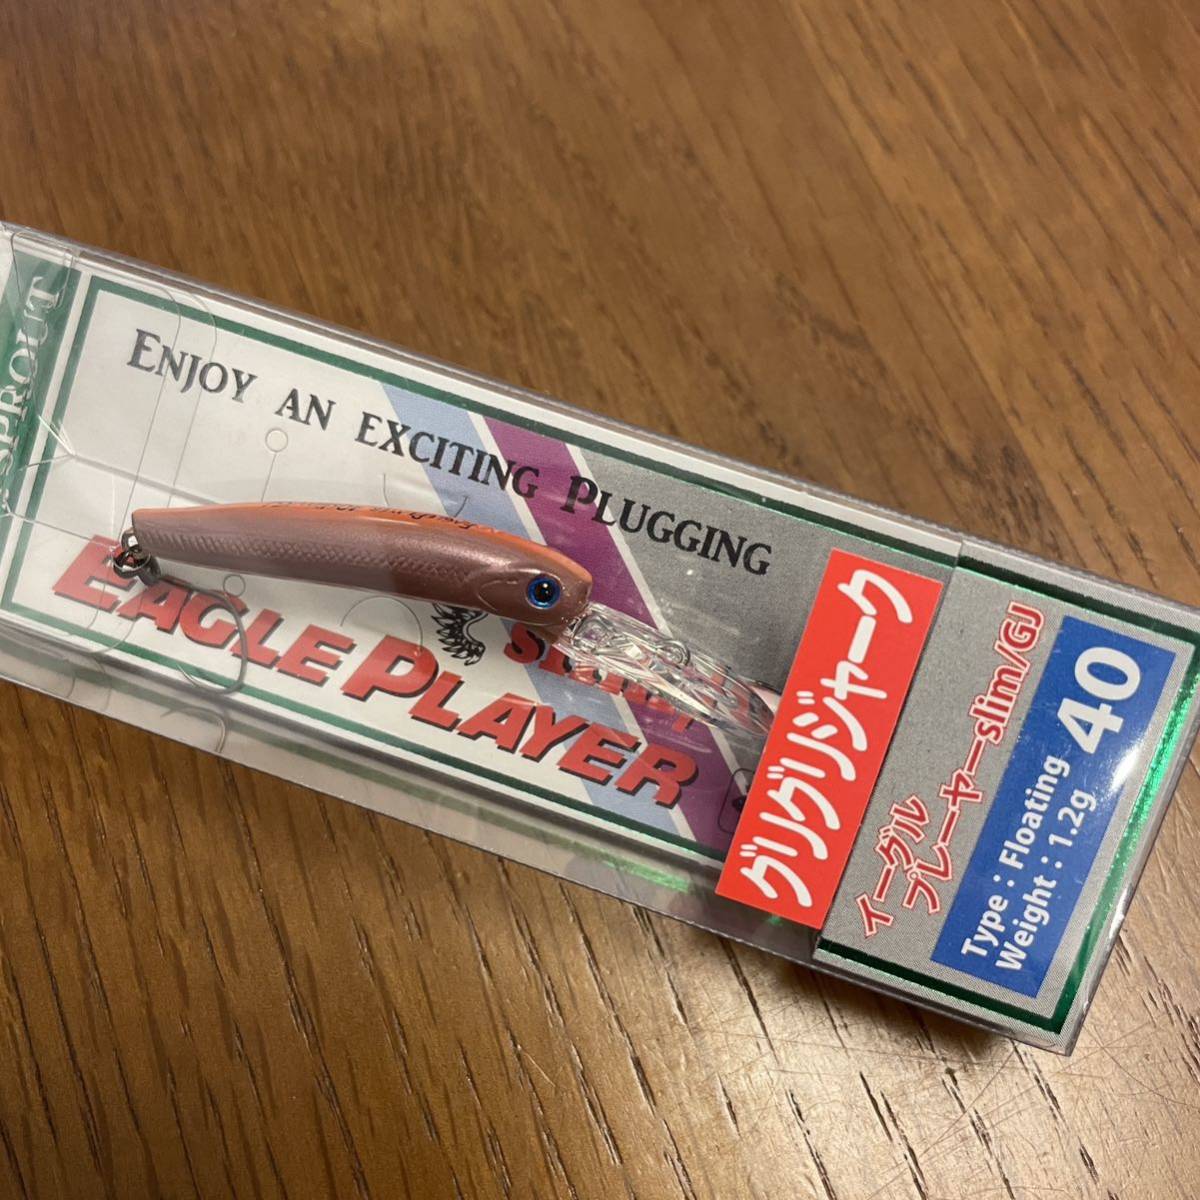 SPROUT
ENJOY AN EXCITING PLUGGING
EAGLE PLAYER
グリグリジャーク
イーグル
プレーヤーslim/GJ
Type : Floating
Weight : 1.2g
40